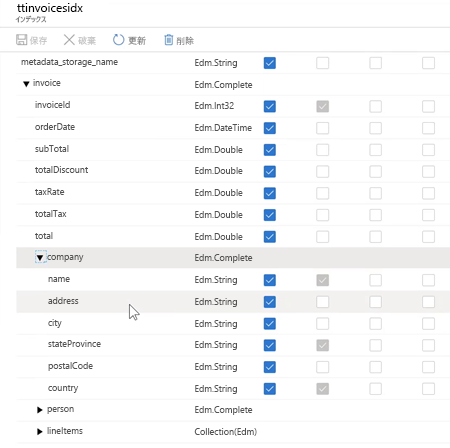 ttinvoicesidx
インデックス
保存 破棄 更新 削除
metadata_storage_name Edm.String
invoice Edm.Complete
invoiceId Edm.Int32
orderDate Edm.DateTime
subTotal Edm.Double
totalDiscount Edm.Double
taxRate Edm.Double
totalTax Edm.Double
total Edm.Double
company Edm.Complete
name Edm.String
address Edm.String
city Edm.String
stateProvince Edm.String
postalCode Edm.String
country Edm.String
person Edm.Complete
lineItems Collection(Edm)